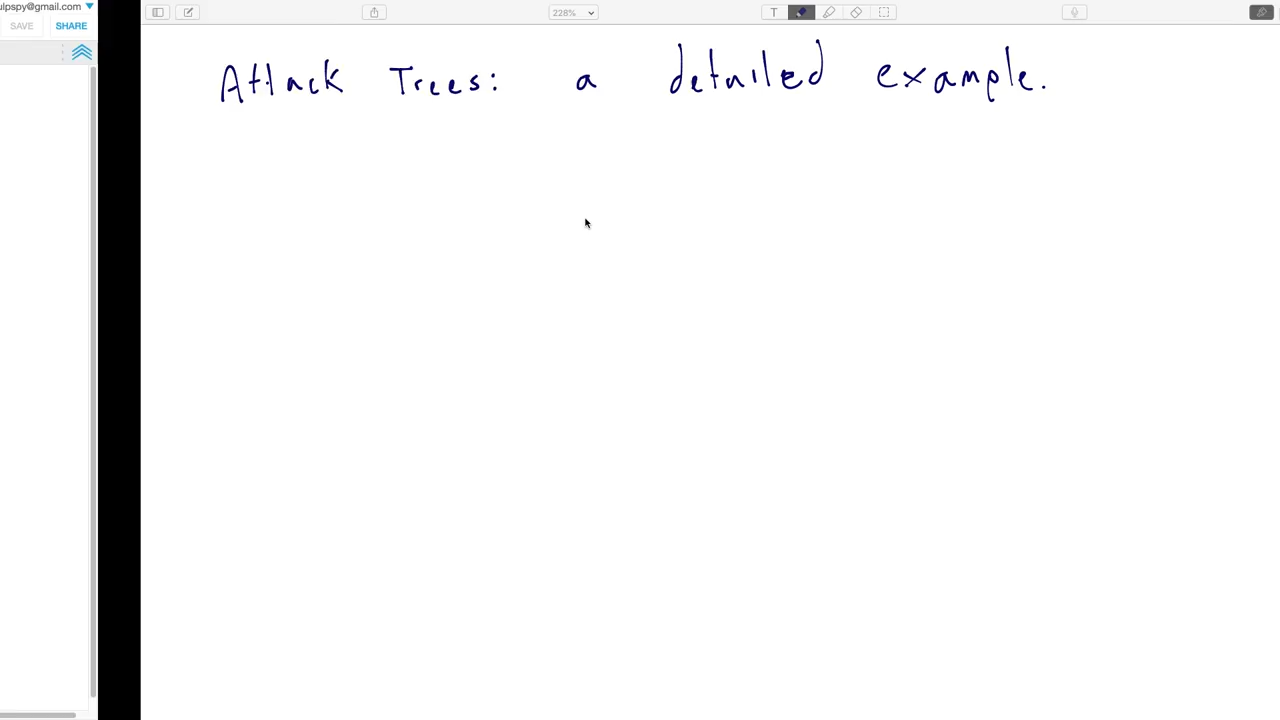 ulpspy@gmail.com
SAVE SHARE
228%
T
Attack Trees: a detailed example.